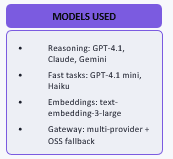 MODELS USED
• Reasoning: GPT-4.1,
Claude, Gemini
• Fast tasks: GPT-4.1 mini,
Haiku
• Embeddings: text-
embedding-3-large
• Gateway: multi-provider +
OSS fallback